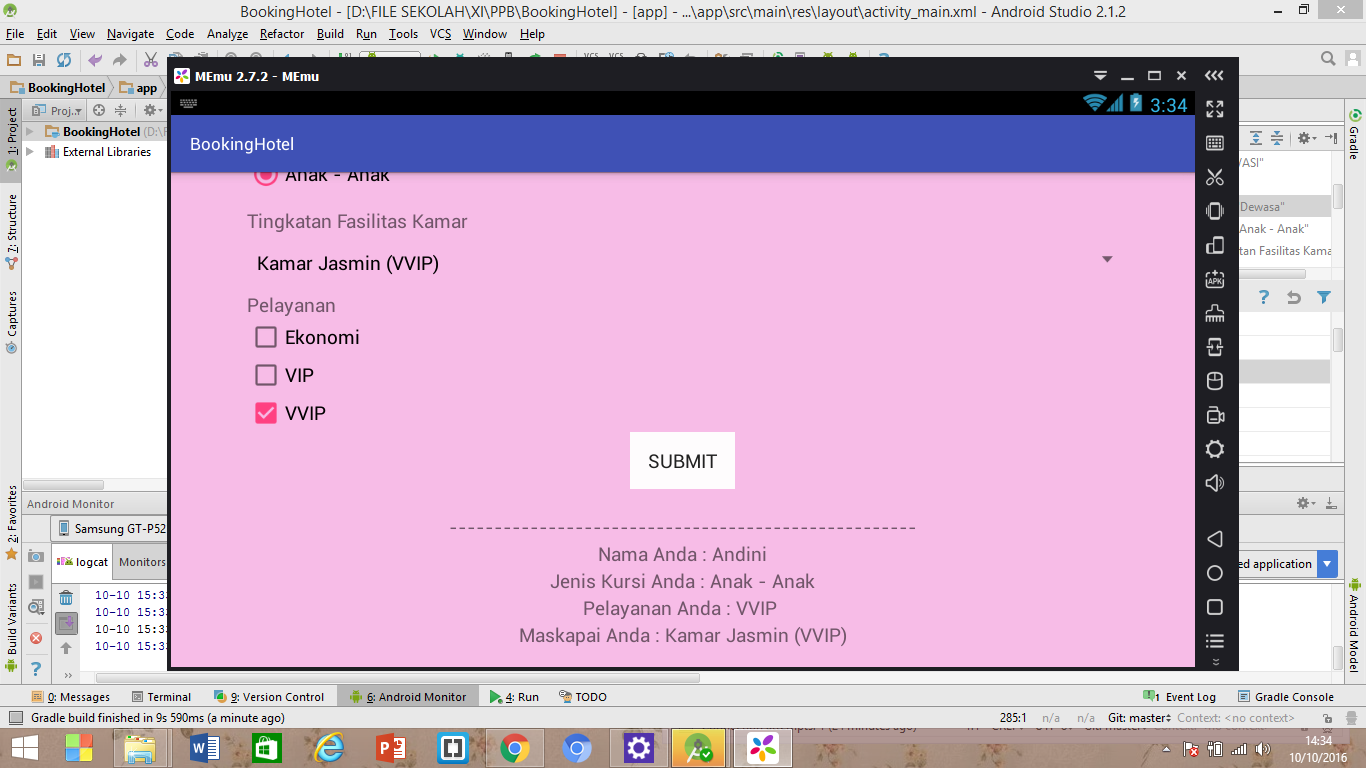 BookingHotel - [D:\FILE SEKOLAH\XI\PPB\BookingHotel] - [app] - ...\app\src\main\res\layout\activity_main.xml - Android Studio 2.1.2
File Edit View Navigate Code Analyze Refactor Build Run Tools VCS Window Help
MEmu 2.7.2 - MEmu
BookingHotel app
3:34
1: Project
Proj..
BookingHotel
BookingHotel (D:\F
External Libraries
Gradle
/ASI"
Anak - Anak
Dewasa"
Tingkatan Fasilitas Kamar
Anak - Anak"
tan Fasilitas Kama
7: Structure
Kamar Jasmin (VVIP)
APK
Captures
Pelayanan
Ekonomi
VIP
VVIP
SUBMIT
Android Monitor
2: Favorites
Samsung GT-P52
------------------------------------------------------
Nama Anda : Andini
logcat Monitors
ed application
Jenis Kursi Anda : Anak - Anak
Build Variants
Android Model
10-10 15:3
10-10 15:3
10-10 15:3
10-10 15:3
Pelayanan Anda : VVIP
Maskapai Anda : Kamar Jasmin (VVIP)
0: Messages Terminal 9: Version Control 6: Android Monitor 4: Run TODO 1 Event Log Gradle Console
Gradle build finished in 9s 590ms (a minute ago) 285:1 n/a n/a Git: master Context: <no context>
14:34
10/10/2016